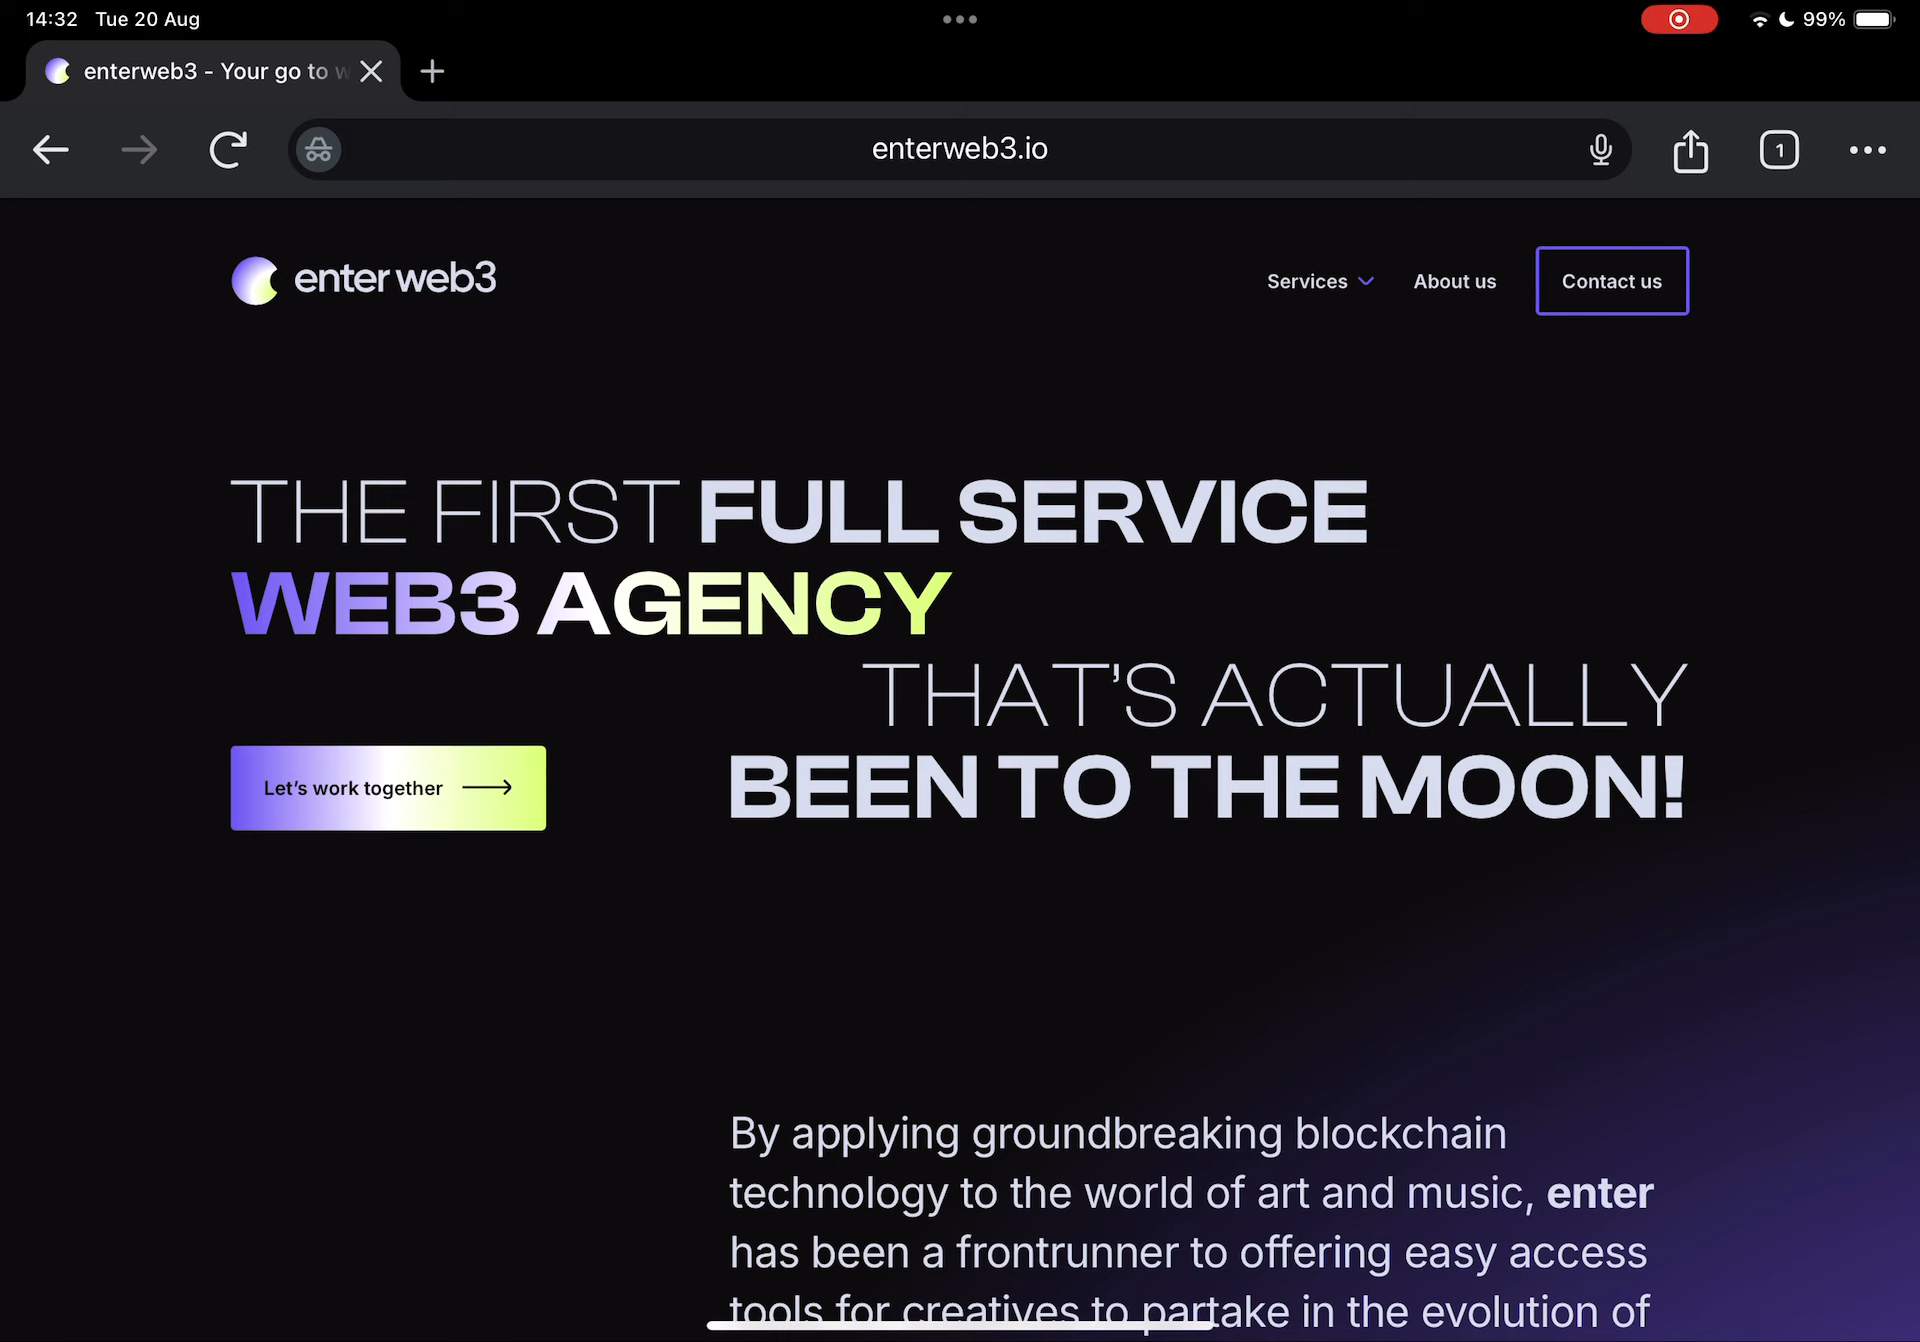 14:32 Tue 20 Aug
99%
enterweb3 - Your go to w
enterweb3.io
1
enter web3
Services
About us
Contact us
THE FIRST FULL SERVICE
WEB3 AGENCY
THAT'S ACTUALLY
BEEN TO THE MOON!
Let's work together
By applying groundbreaking blockchain
technology to the world of art and music, enter
has been a frontrunner to offering easy access
tools for creatives to partake in the evolution of